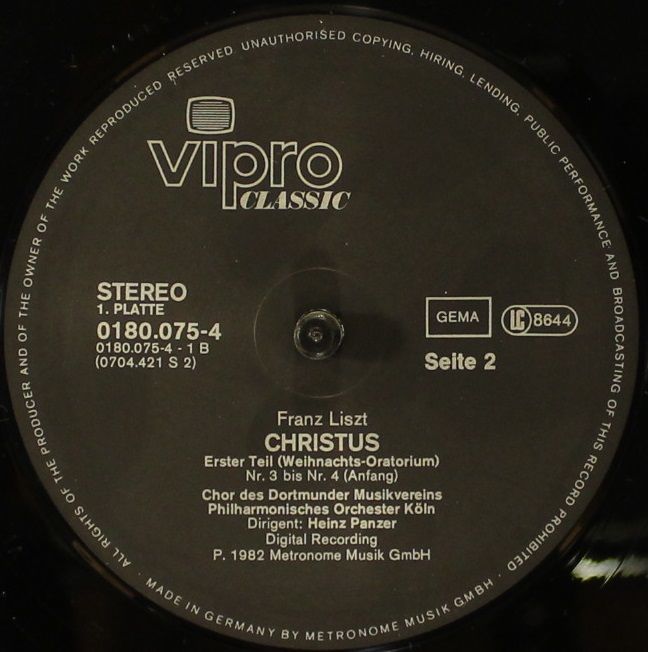 ALL RIGHTS OF THE PRODUCER AND OF THE OWNER OF THE WORK REPRODUCED RESERVED. UNAUTHORISED COPYING, HIRING, LENDING, PUBLIC PERFORMANCE AND BROADCASTING OF THIS RECORD PROHIBITED
vipro
CLASSIC
STEREO
1. PLATTE
0180.075-4
0180.075-4 - 1 B
(0704.421 S 2)
GEMA
LC 8644
Seite 2
Franz Liszt
CHRISTUS
Erster Teil (Weihnachts-Oratorium)
Nr. 3 bis Nr. 4 (Anfang)
Chor des Dortmunder Musikvereins
Philharmonisches Orchester Köln
Dirigent: Heinz Panzer
Digital Recording
P. 1982 Metronome Musik GmbH
· MADE IN GERMANY BY METRONOME MUSIK GMBH ·